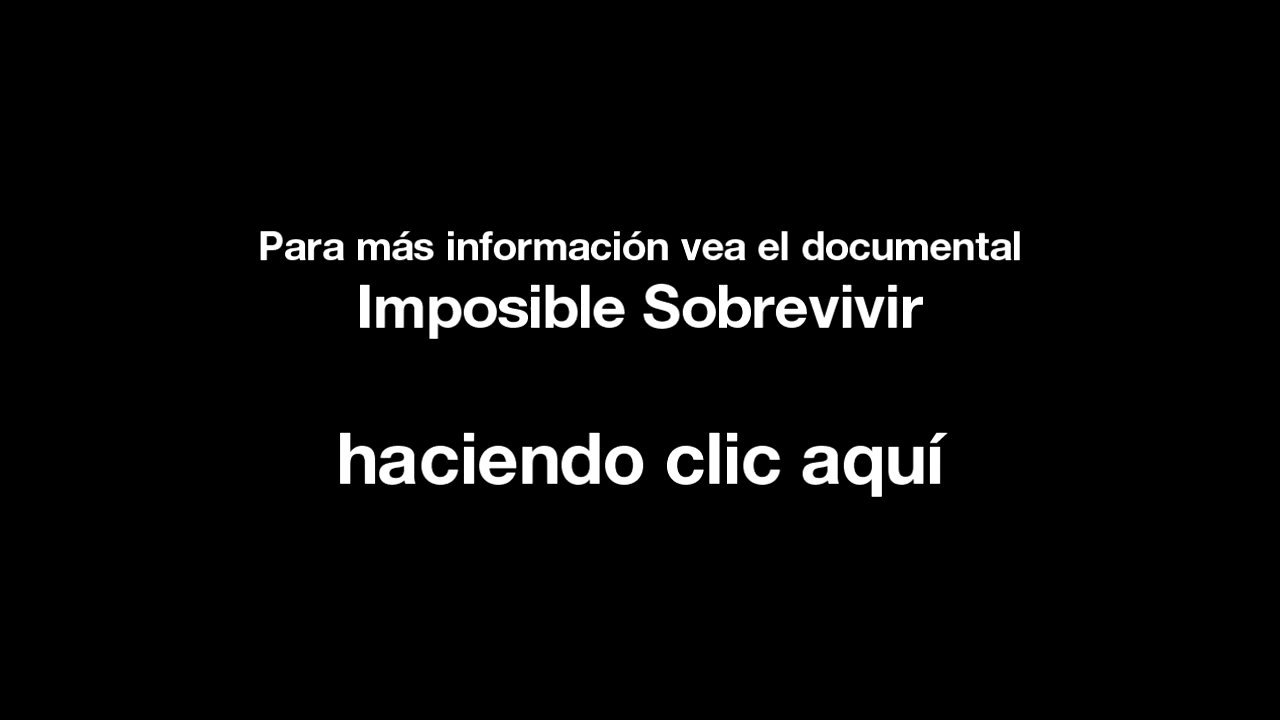 Para más información vea el documental
Imposible Sobrevivir
haciendo clic aquí